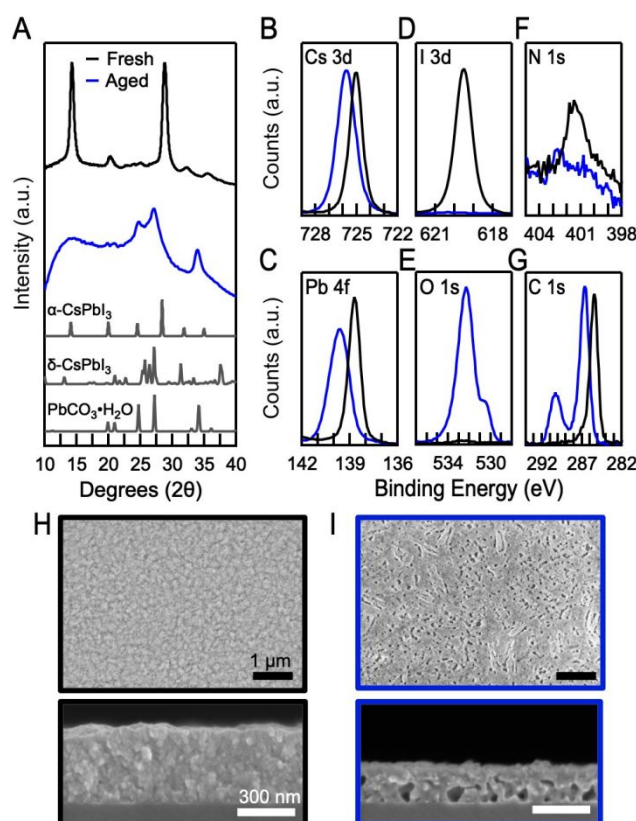 A
Fresh
Aged
Intensity (a.u.)
α-CsPbI3
δ-CsPbI3
PbCO3•H2O
10 15 20 25 30 35 40
Degrees (2θ)
B
Cs 3d
Counts (a.u.)
728 725 722
D
I 3d
621 618
F
N 1s
404 401 398
C
Pb 4f
Counts (a.u.)
142 139 136
E
O 1s
534 530
G
C 1s
292 287 282
Binding Energy (eV)
H
1 µm
300 nm
I